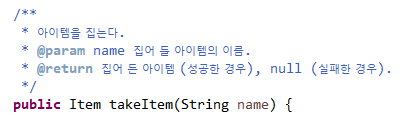 /**
 * 아이템을 집는다.
 * @param name 집어 들 아이템의 이름.
 * @return 집어 든 아이템 (성공한 경우), null (실패한 경우).
 */
public Item takeItem(String name) {